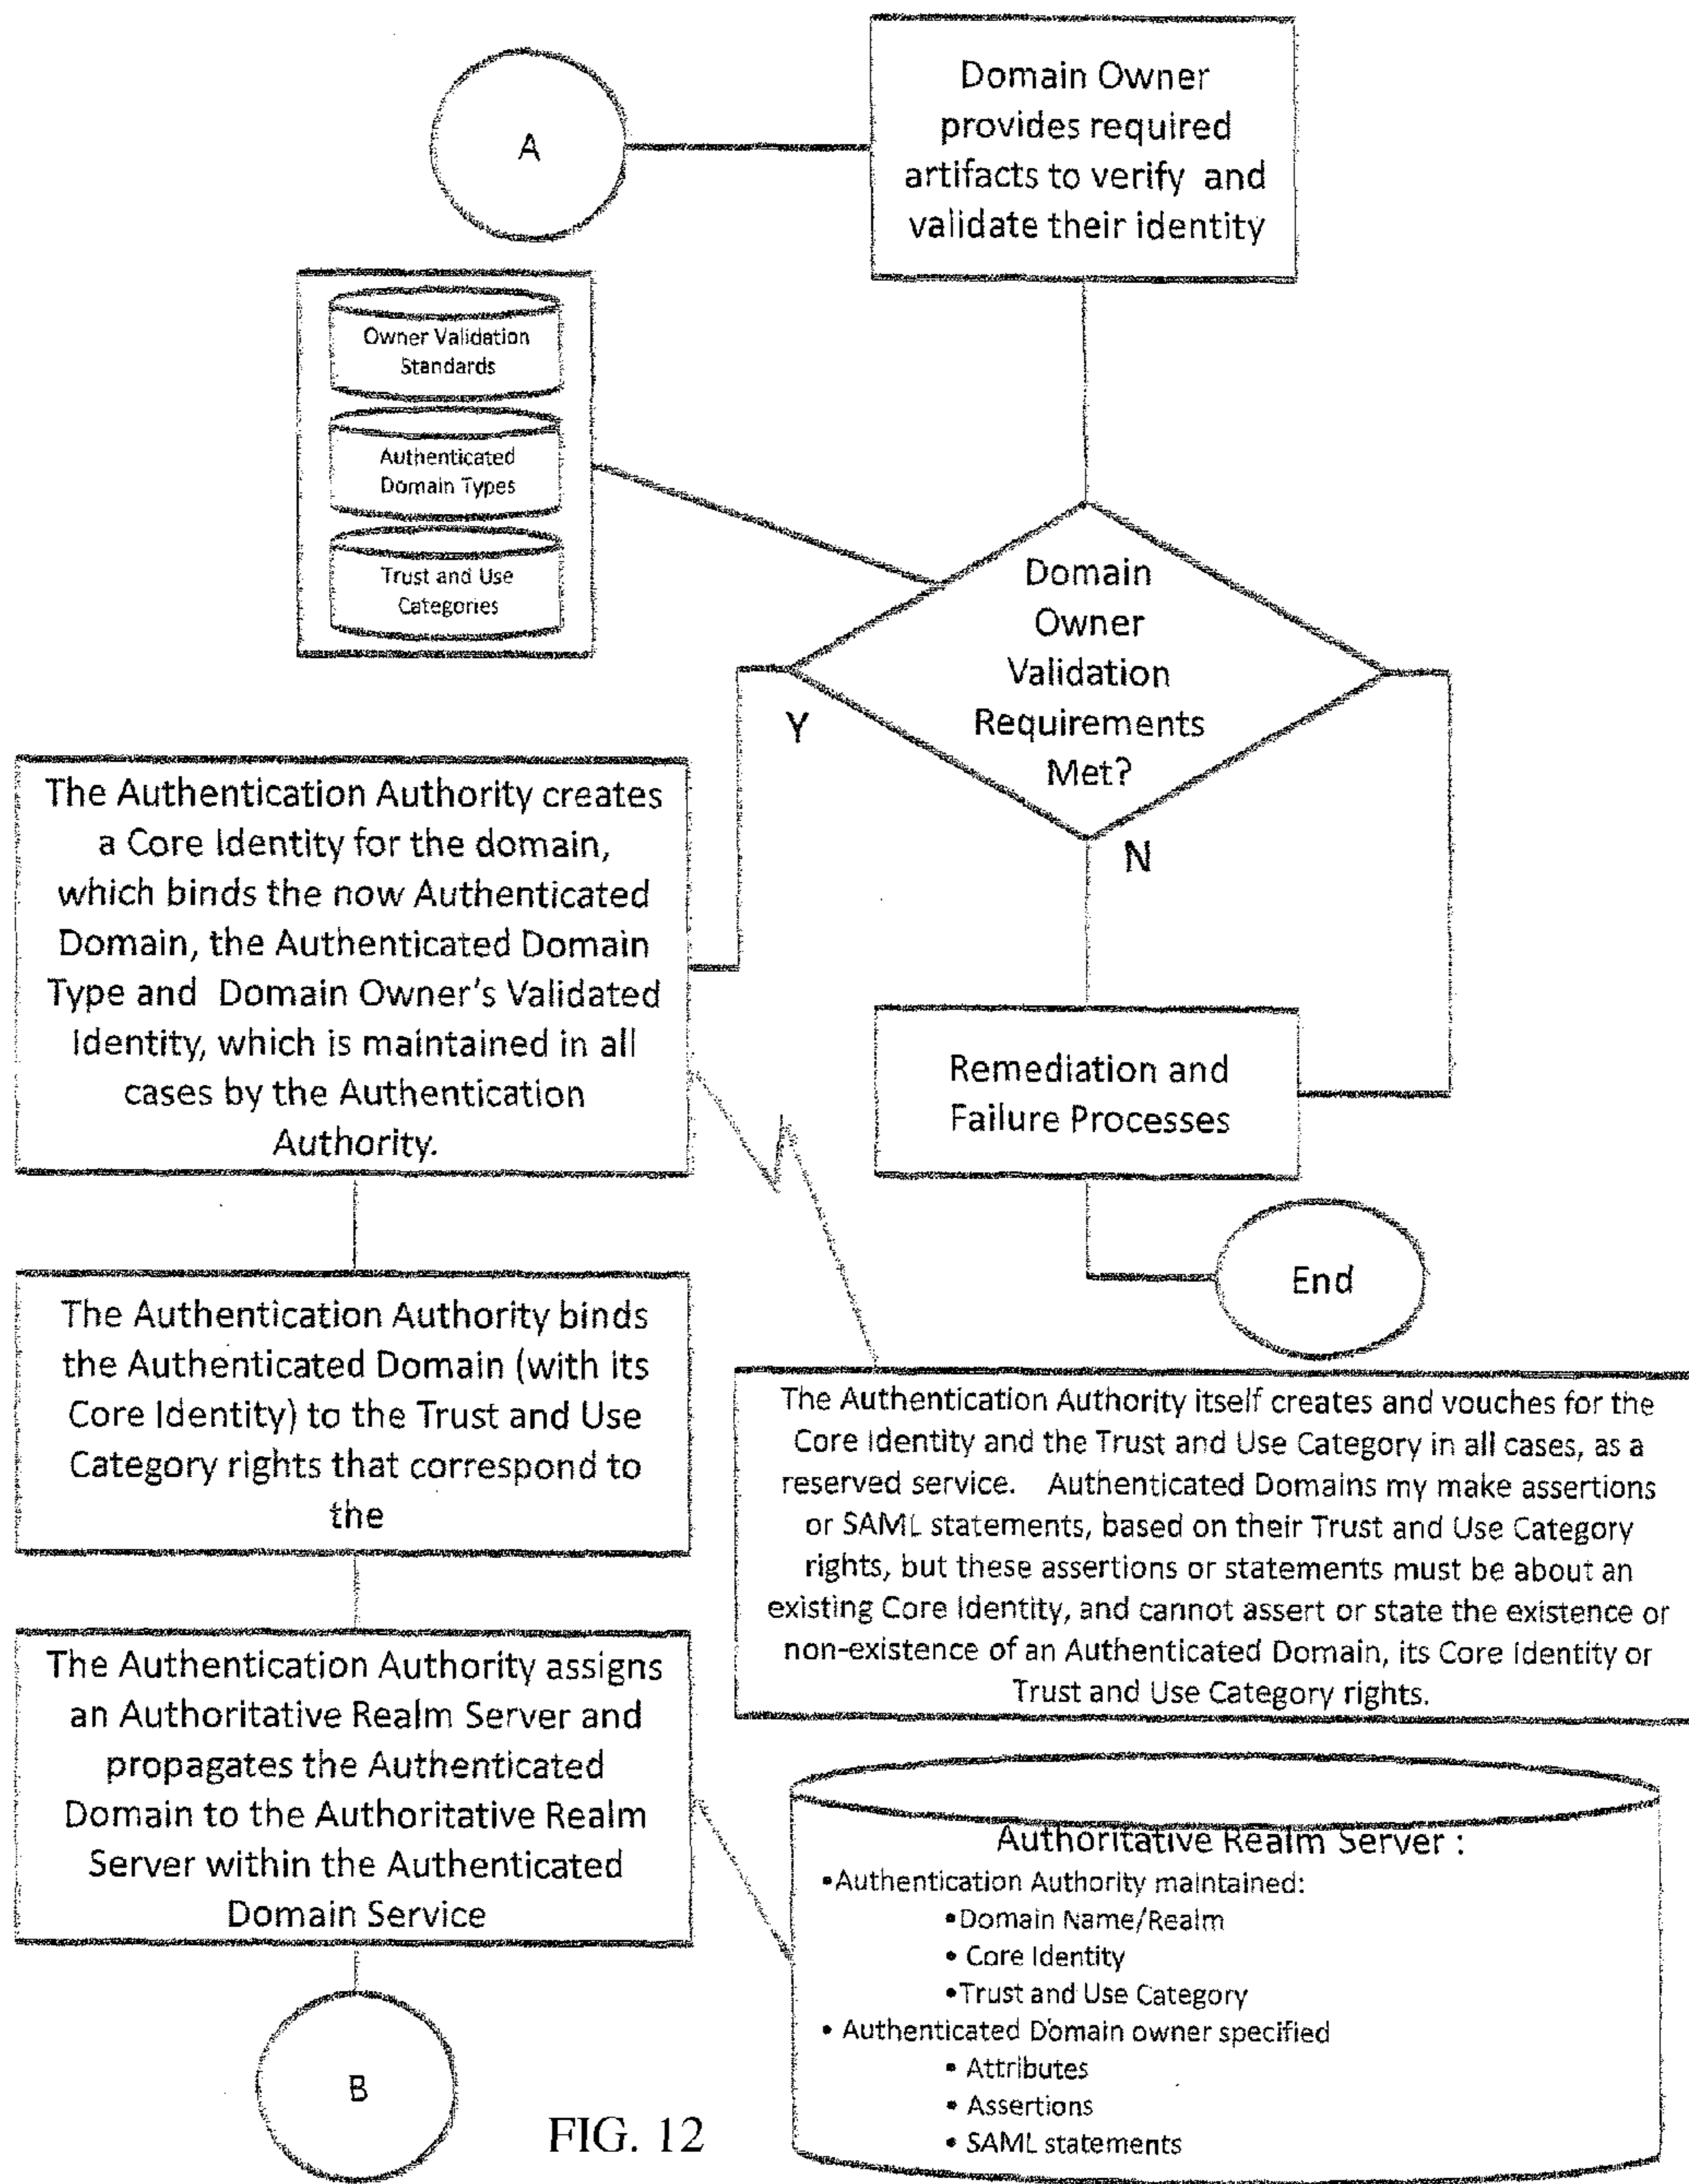 A
Domain Owner
provides required
artifacts to verify and
validate their identity
Owner Validation
Standards
Authenticated
Domain Types
Trust and Use
Categories
Domain
Owner
Validation
Requirements
Met?
Y
N
The Authentication Authority creates
a Core Identity for the domain,
which binds the now Authenticated
Domain, the Authenticated Domain
Type and Domain Owner's Validated
Identity, which is maintained in all
cases by the Authentication
Authority.
Remediation and
Failure Processes
End
The Authentication Authority binds
the Authenticated Domain (with its
Core Identity) to the Trust and Use
Category rights that correspond to
the
The Authentication Authority itself creates and vouches for the
Core Identity and the Trust and Use Category in all cases, as a
reserved service. Authenticated Domains my make assertions
or SAML statements, based on their Trust and Use Category
rights, but these assertions or statements must be about an
existing Core Identity, and cannot assert or state the existence or
non-existence of an Authenticated Domain, its Core Identity or
Trust and Use Category rights.
The Authentication Authority assigns
an Authoritative Realm Server and
propagates the Authenticated
Domain to the Authoritative Realm
Server within the Authenticated
Domain Service
Authoritative Realm Server :
•Authentication Authority maintained:
•Domain Name/Realm
• Core Identity
•Trust and Use Category
• Authenticated Domain owner specified
• Attributes
• Assertions
• SAML statements
B
FIG. 12